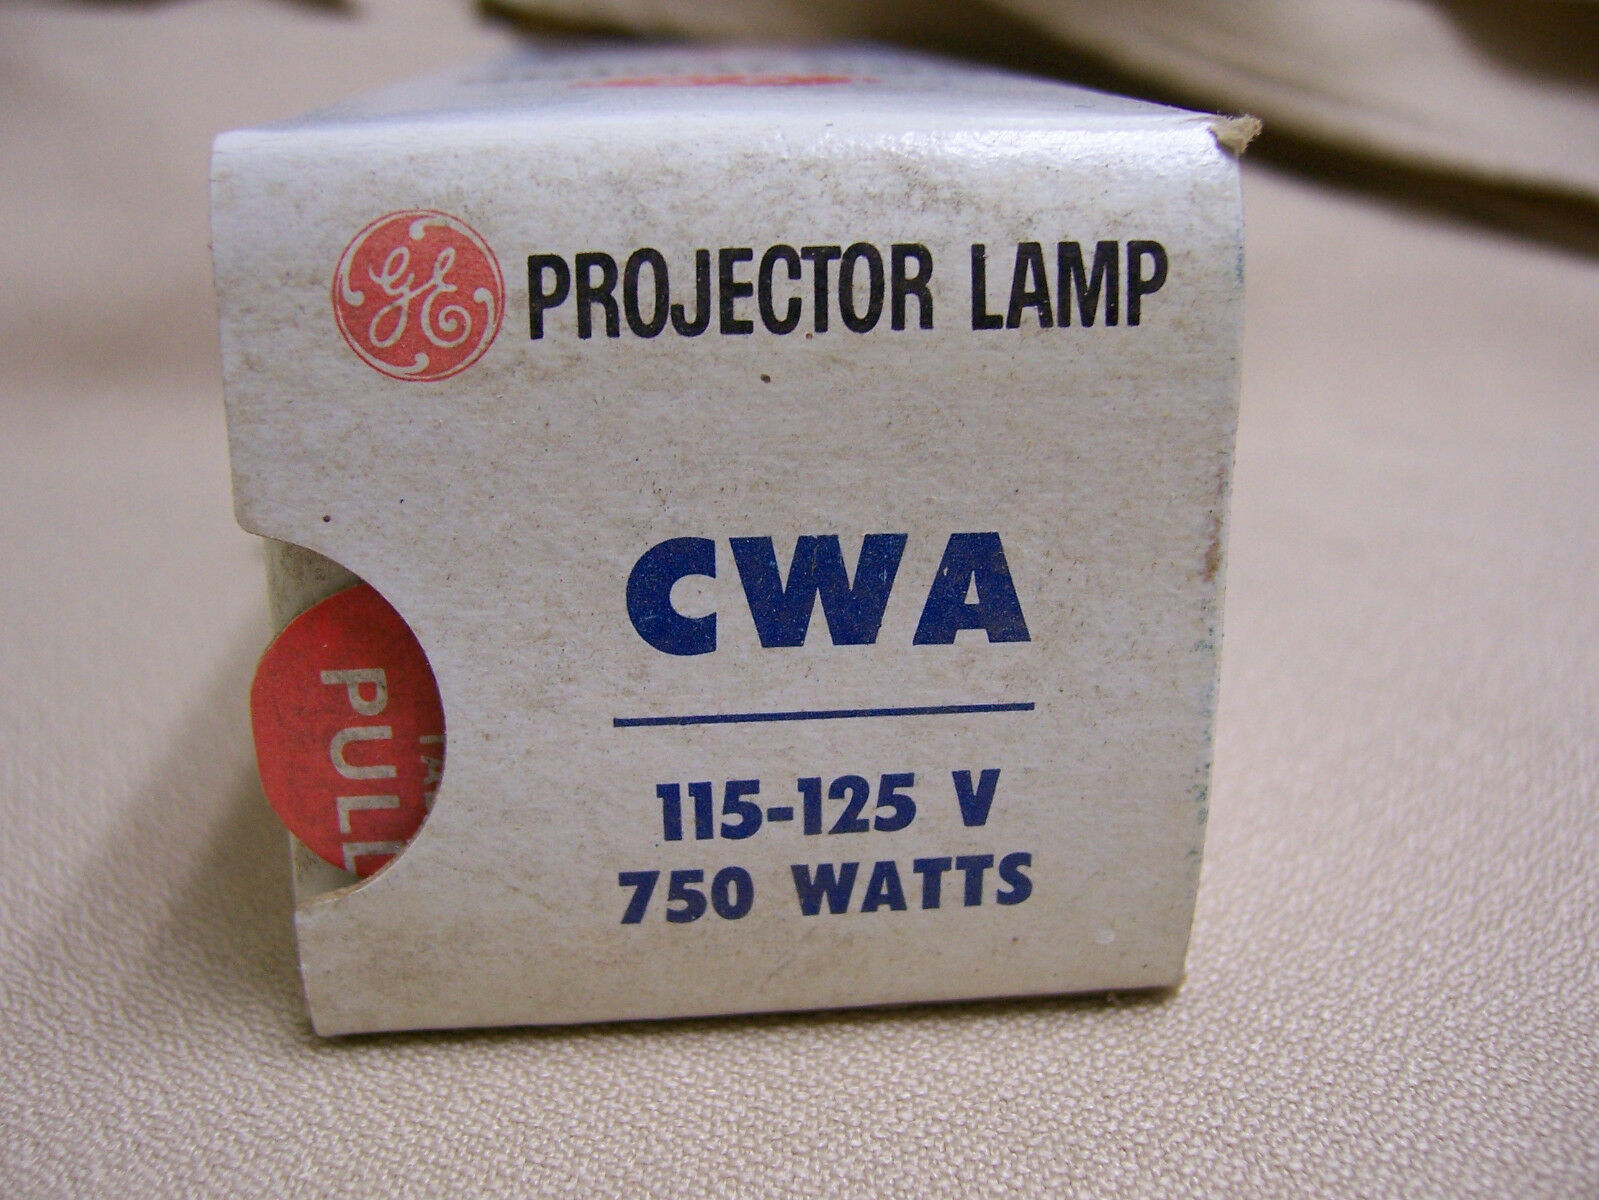 GE PROJECTOR LAMP
CWA
115-125 V
750 WATTS
PULL